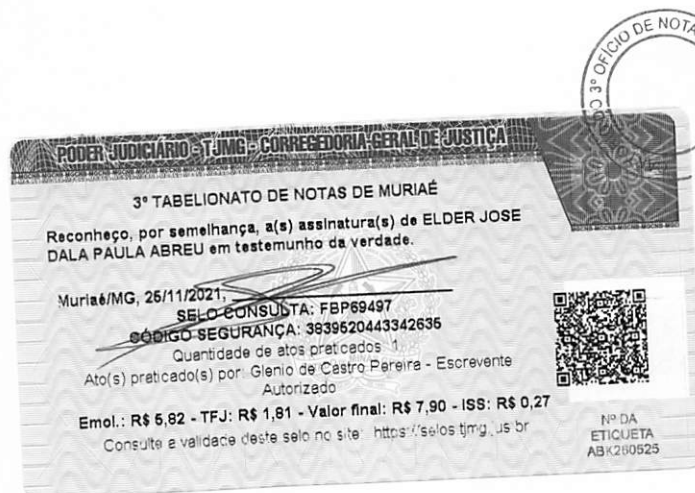 3º OFÍCIO DE NOTA
PODER JUDICIÁRIO - TJMG - CORREGEDORIA-GERAL DE JUSTIÇA
3º TABELIONATO DE NOTAS DE MURIAÉ
Reconheço, por semelhança, a(s) assinatura(s) de ELDER JOSE
DALA PAULA ABREU em testemunho da verdade.
Muriaé/MG, 25/11/2021,
SELO CONSULTA: FBP69497
CÓDIGO SEGURANÇA: 3839520443342635
Quantidade de atos praticados: 1
Ato(s) praticado(s) por: Glenio de Castro Pereira - Escrevente
Autorizado
Emol.: R$ 5,82 - TFJ: R$ 1,81 - Valor final: R$ 7,90 - ISS: R$ 0,27
Consulte a validade deste selo no site: https://selos.tjmg.jus.br
Nº DA
ETIQUETA
ABK260525